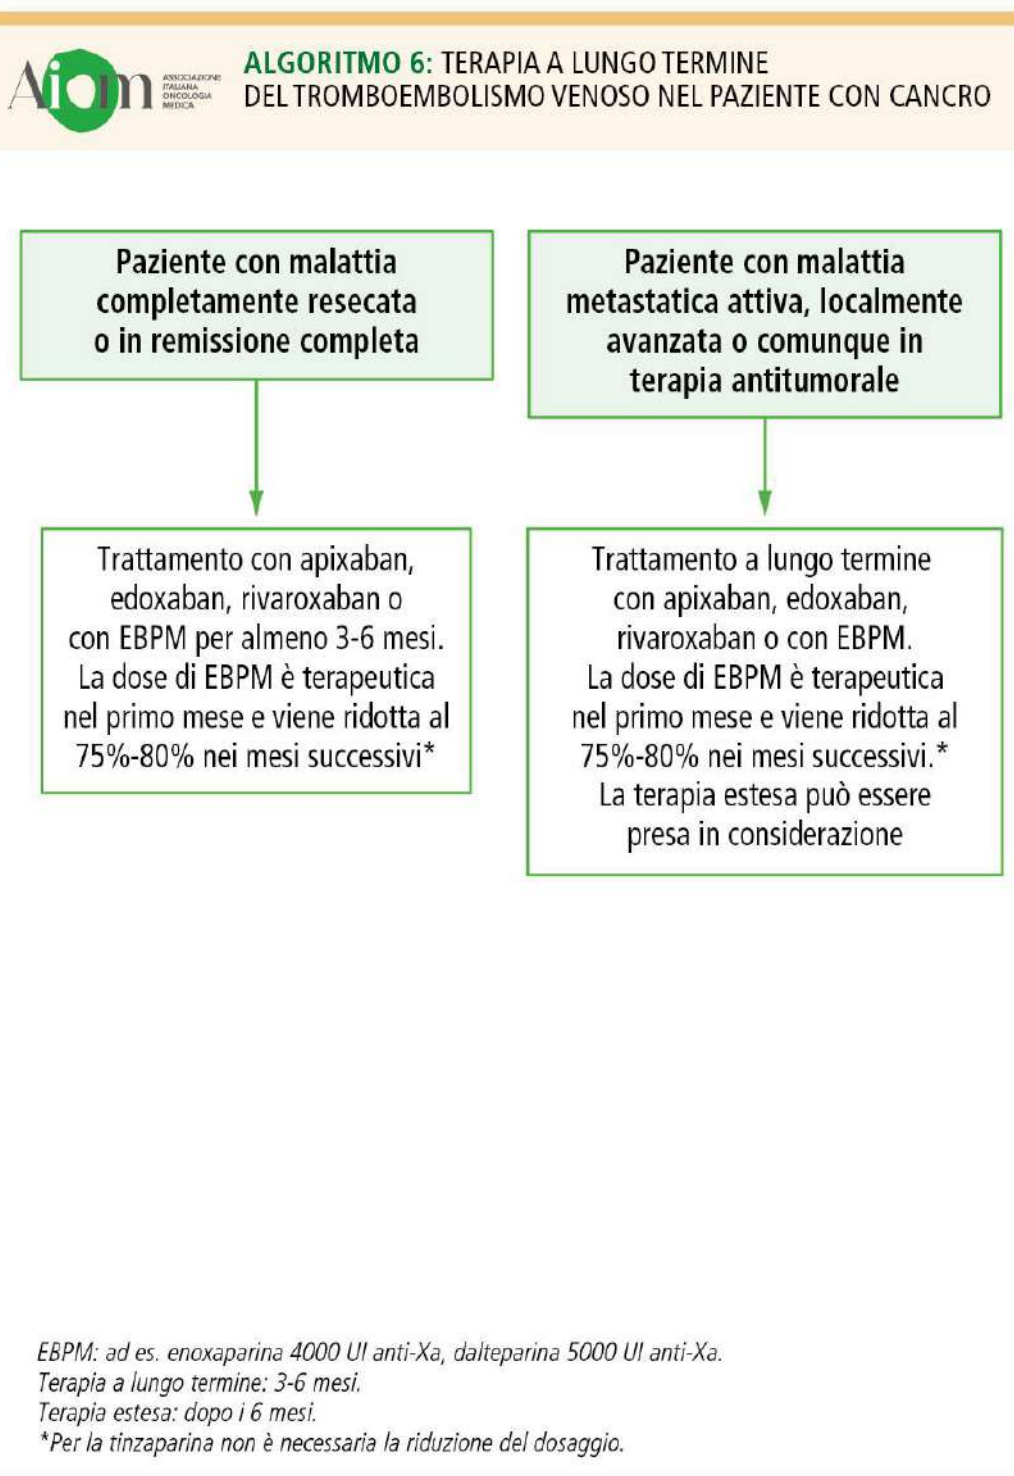 Aiom
ASSOCIAZIONE
ITALIANA
ONCOLOGIA
MEDICA
ALGORITMO 6: TERAPIA A LUNGO TERMINE
DEL TROMBOEMBOLISMO VENOSO NEL PAZIENTE CON CANCRO
Paziente con malattia
completamente resecata
o in remissione completa
Trattamento con apixaban,
edoxaban, rivaroxaban o
con EBPM per almeno 3-6 mesi.
La dose di EBPM è terapeutica
nel primo mese e viene ridotta al
75%-80% nei mesi successivi*
Paziente con malattia
metastatica attiva, localmente
avanzata o comunque in
terapia antitumorale
Trattamento a lungo termine
con apixaban, edoxaban,
rivaroxaban o con EBPM.
La dose di EBPM è terapeutica
nel primo mese e viene ridotta al
75%-80% nei mesi successivi.*
La terapia estesa può essere
presa in considerazione
EBPM: ad es. enoxaparina 4000 UI anti-Xa, dalteparina 5000 UI anti-Xa.
Terapia a lungo termine: 3-6 mesi.
Terapia estesa: dopo i 6 mesi.
*Per la tinzaparina non è necessaria la riduzione del dosaggio.